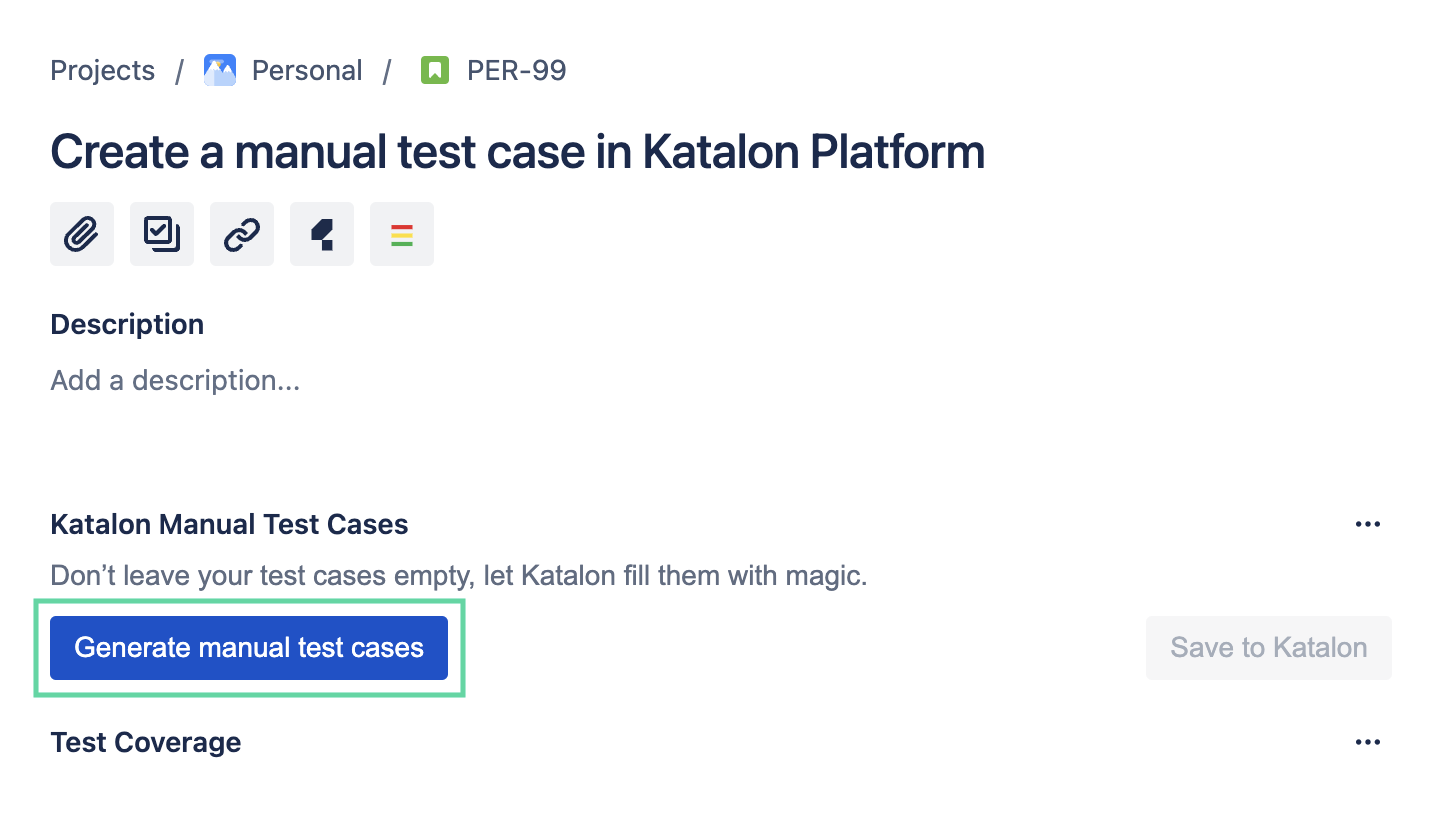 Projects / Personal / PER-99
Create a manual test case in Katalon Platform
Description
Add a description...
Katalon Manual Test Cases
Don’t leave your test cases empty, let Katalon fill them with magic.
Generate manual test cases
Save to Katalon
Test Coverage